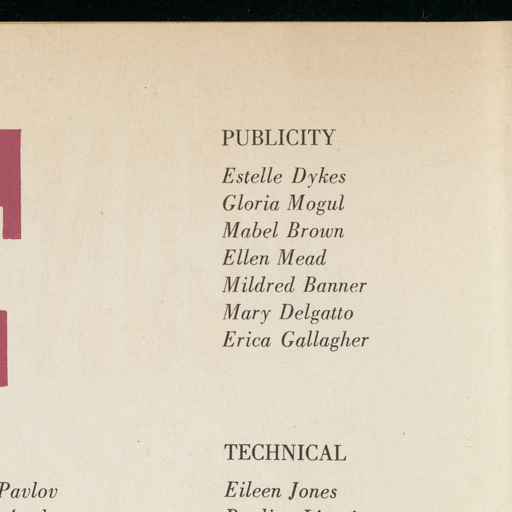 PUBLICITY
Estelle Dykes
Gloria Mogul
Mabel Brown
Ellen Mead
Mildred Banner
Mary Delgatto
Erica Gallagher
TECHNICAL
Pavlov
Eileen Jones